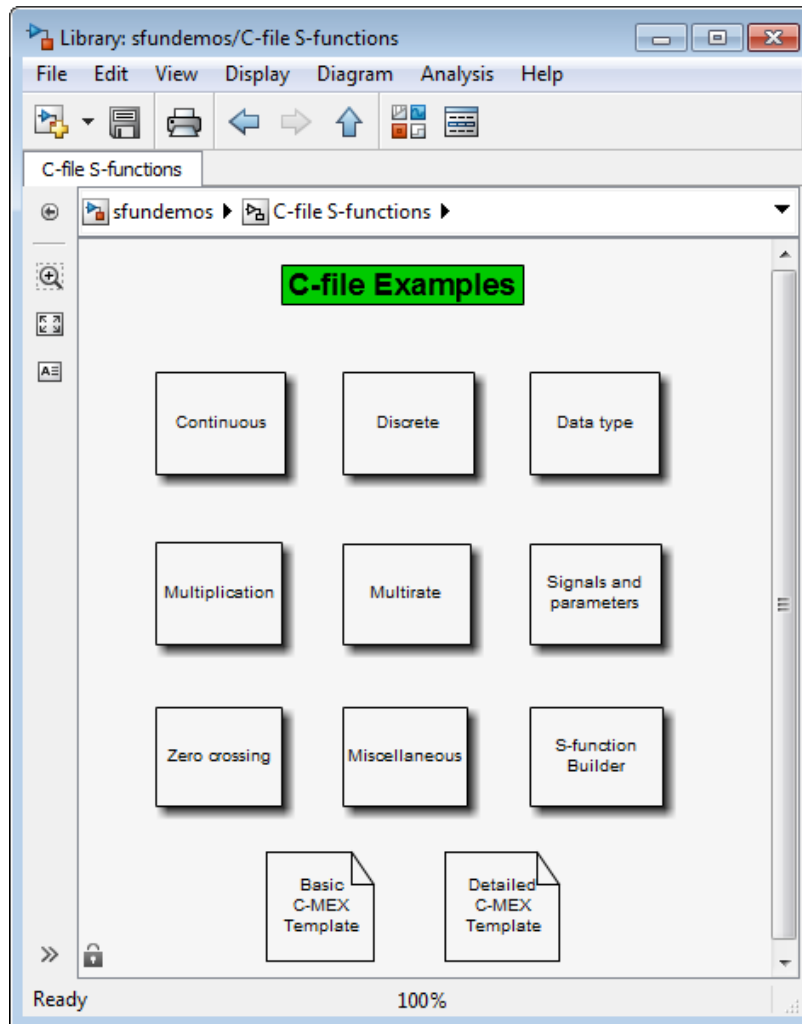 Library: sfundemos/C-file S-functions
File Edit View Display Diagram Analysis Help
C-file S-functions
sfundemos C-file S-functions
C-file Examples
Continuous
Discrete
Data type
Multiplication
Multirate
Signals and
parameters
Zero crossing
Miscellaneous
S-function
Builder
Basic
C-MEX
Template
Detailed
C-MEX
Template
Ready 100%